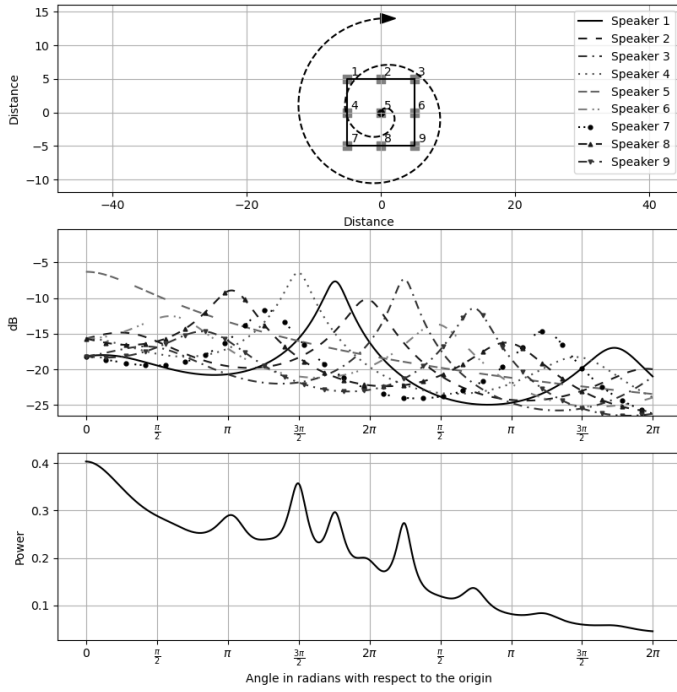 15
10
5
0
−5
−10
Distance
−40
−20
0
20
40
Distance
1 2 3
4 5 6
7 8 9
Speaker 1
Speaker 2
Speaker 3
Speaker 4
Speaker 5
Speaker 6
Speaker 7
Speaker 8
Speaker 9
−5
−10
−15
−20
−25
dB
0 π/2 π 3π/2 2π 0 π/2 π 3π/2 2π
0.4
0.3
0.2
0.1
Power
0 π/2 π 3π/2 2π 0 π/2 π 3π/2 2π
Angle in radians with respect to the origin